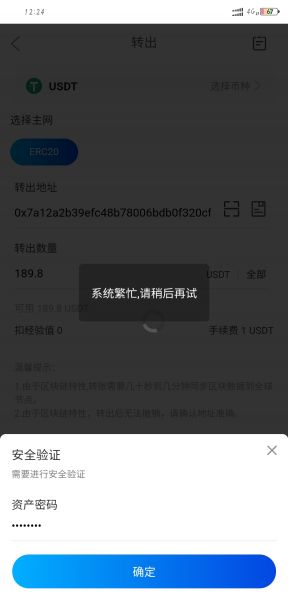 12:24
4G
67
转出
USDT
选择币种
选择主网
ERC20
转出地址
0x7a12a2b39efc48b78006bdb0f320cf
转出数量
189.8
USDT
全部
系统繁忙,请稍后再试
可用 189.8 USDT
扣经验值 0
手续费 1 USDT
温馨提示:
1.由于区块链特性,转账需要几十秒到几分钟同步区块数据到全球
节点。
2.由于区块链特性，转出后无法撤销，请确认地址准确。
安全验证
需要进行安全验证
资产密码
••••••••
确定